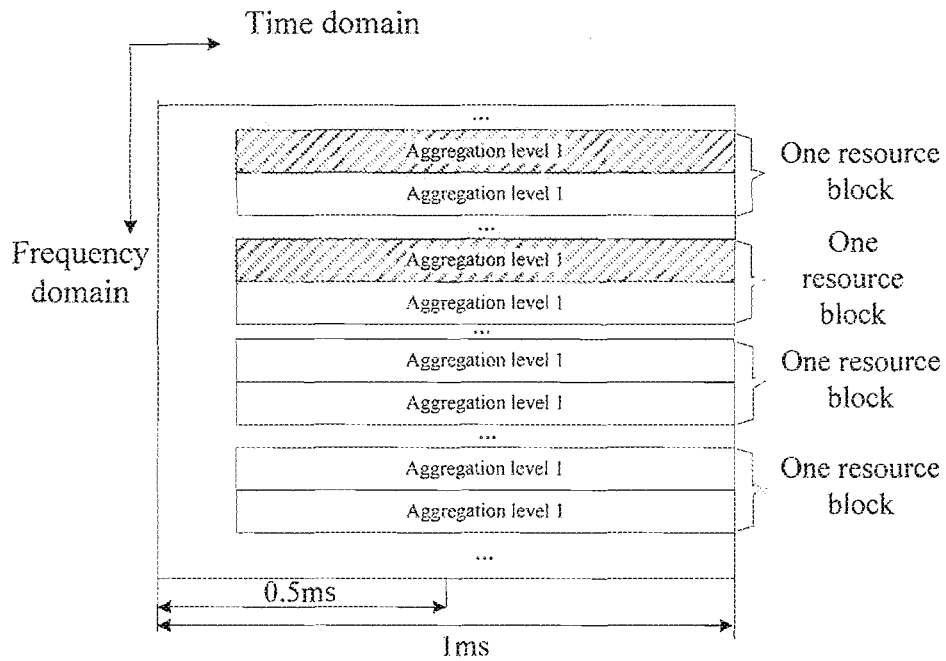 Time domain
Frequency
domain
...
Aggregation level 1
Aggregation level 1
One resource
block
...
Aggregation level 1
Aggregation level 1
One
resource
block
...
Aggregation level 1
Aggregation level 1
One resource
block
...
Aggregation level 1
Aggregation level 1
One resource
block
...
0.5ms
1ms